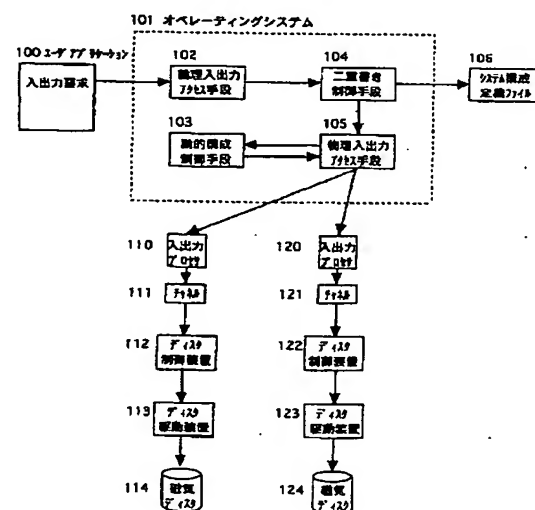 101 オペレーティングシステム
100 ユーザアプリケーション
入出力要求
102
論理入出力
アクセス手段
104
二重書き
制御手段
106
システム構成
定義ファイル
103
動的構成
制御手段
105
物理入出力
アクセス手段
110
入出力
プロセサ
120
入出力
プロセサ
111
チャネル
121
チャネル
112
ディスク
制御装置
122
ディスク
制御装置
113
ディスク
駆動装置
123
ディスク
駆動装置
114
磁気
ディスク
124
磁気
ディスク